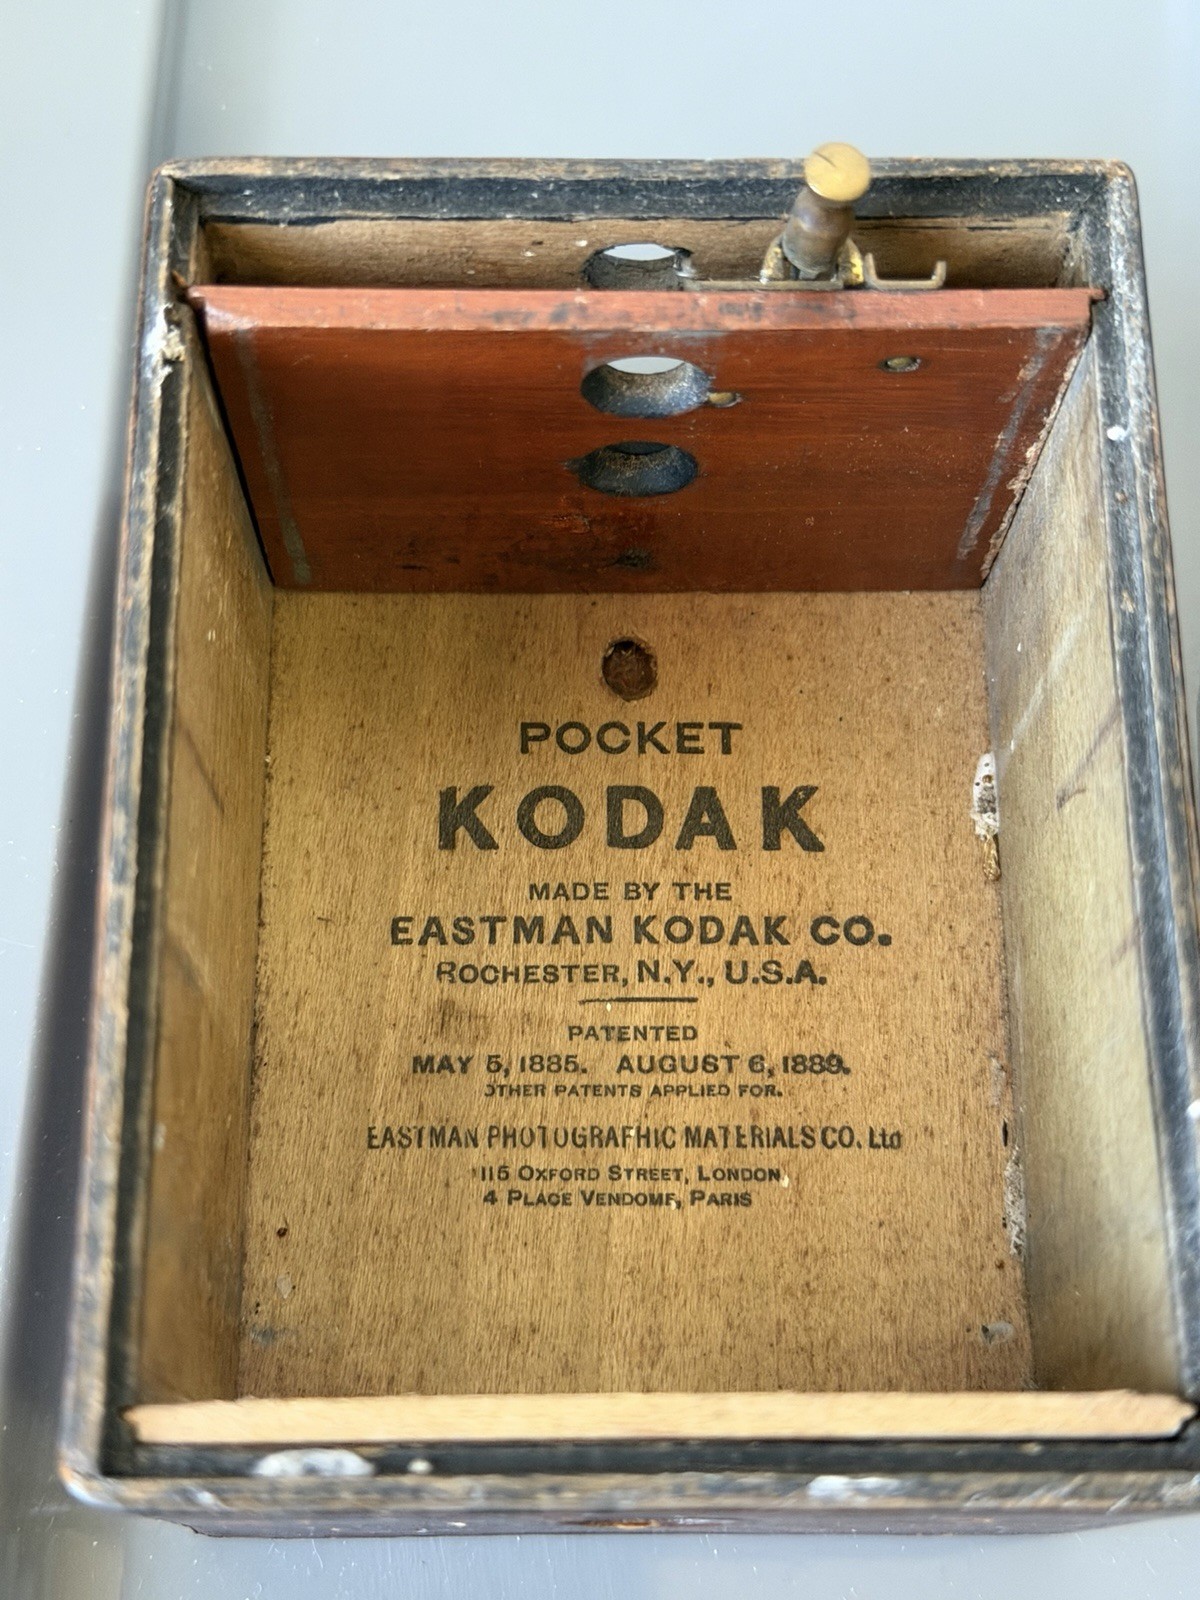 POCKET
KODAK
MADE BY THE
EASTMAN KODAK CO.
ROCHESTER, N.Y., U.S.A.
PATENTED
MAY 5, 1885. AUGUST 6, 1889.
OTHER PATENTS APPLIED FOR.
EASTMAN PHOTOGRAPHIC MATERIALS CO. Ltd
115 OXFORD STREET, LONDON
4 PLACE VENDOME, PARIS